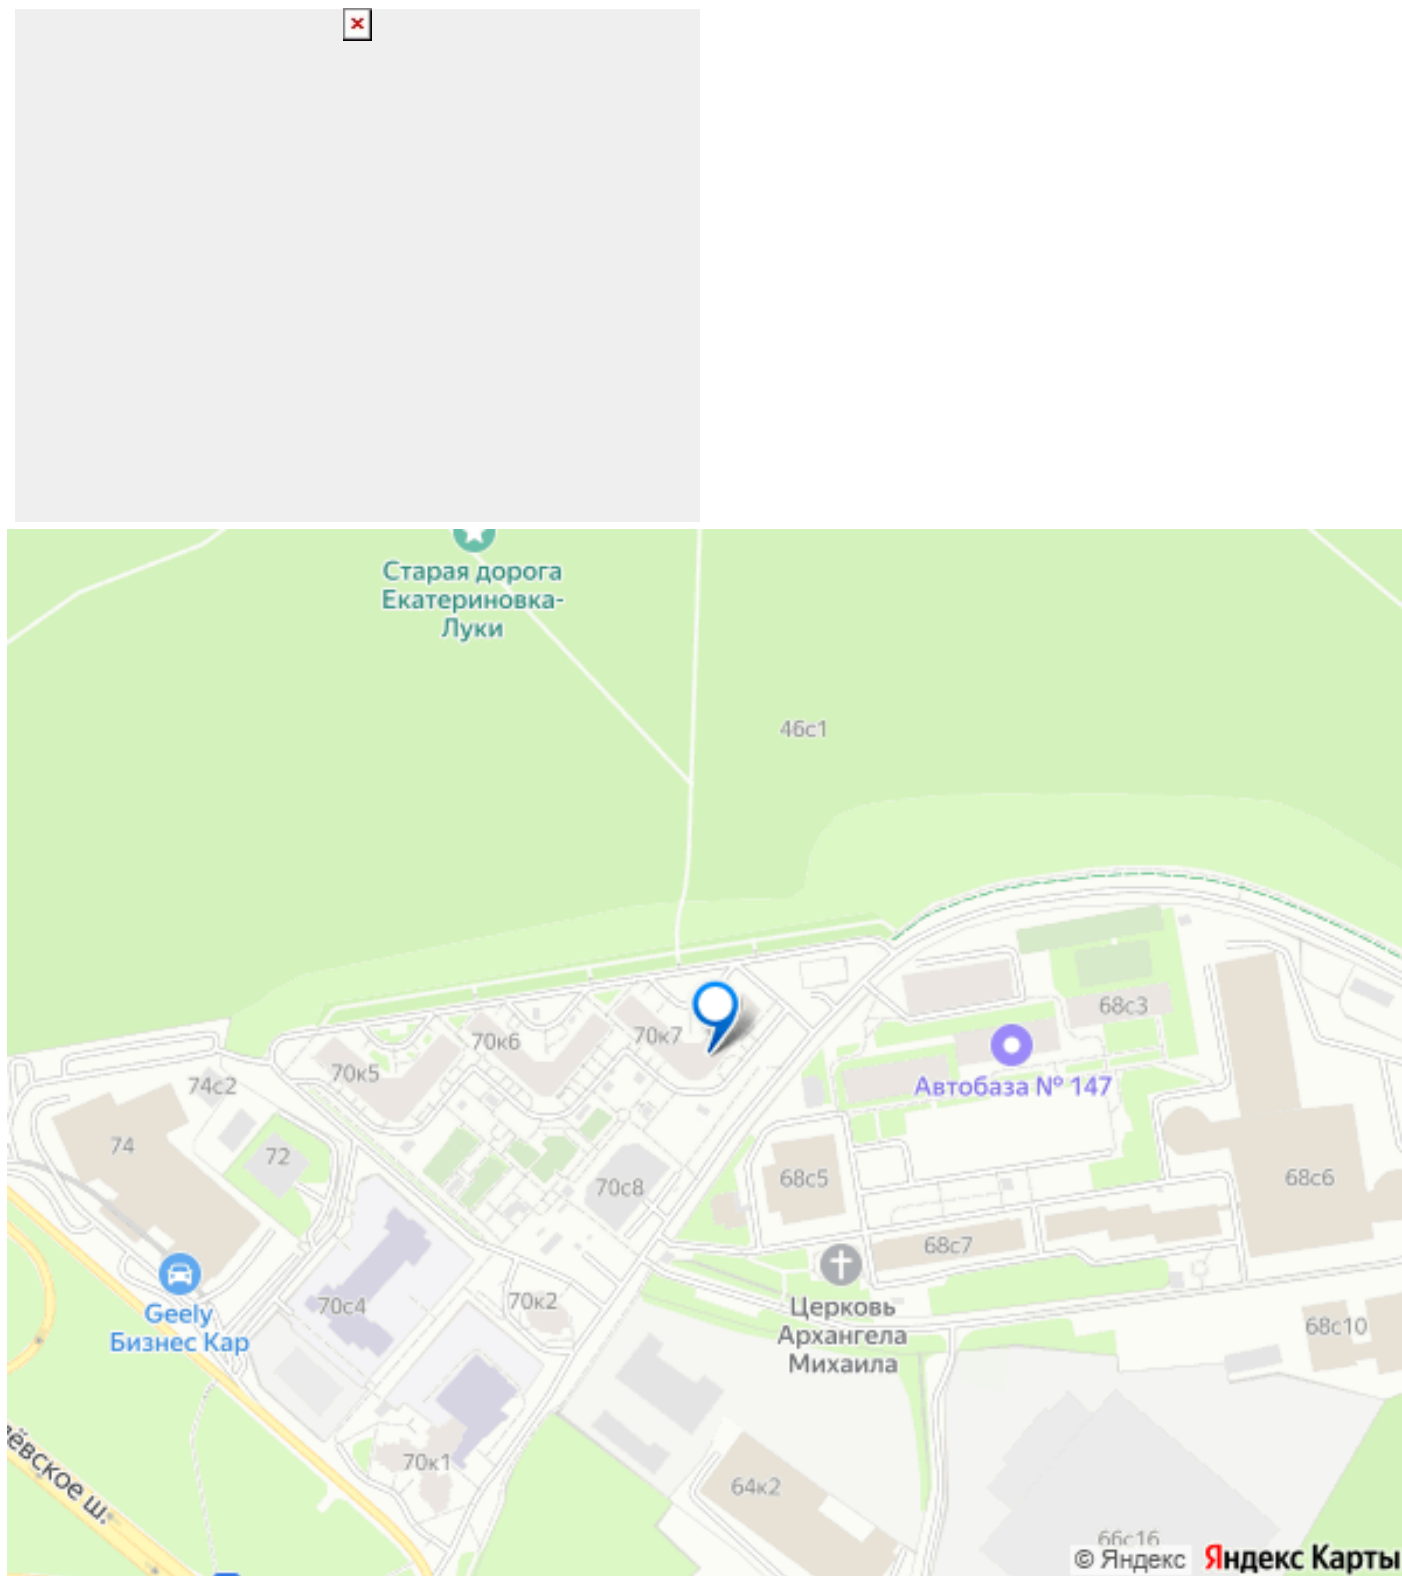 Старая дорога
Екатериновка-
Луки
46с1
68с3
70к7
70к6
70к5
74с2
Автобаза № 147
74
72
68с5
68с6
70с8
68с7
70с4
70к2
Церковь
Архангела
Михаила
Geely
Бизнес Кар
68с10
ёвское ш.
70к1
64к2
66с16
© Яндекс Яндекс Карты